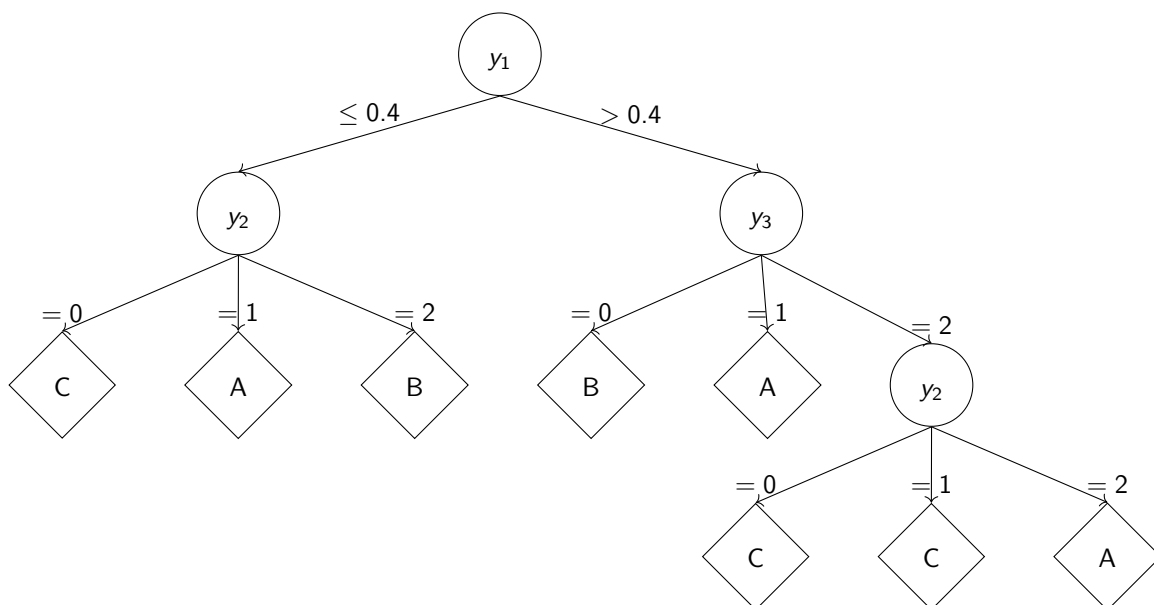 y₁
≤ 0.4
> 0.4
y₂
y₃
= 0
= 1
= 2
= 0
= 1
= 2
C
A
B
B
A
y₂
= 0
= 1
= 2
C
C
A